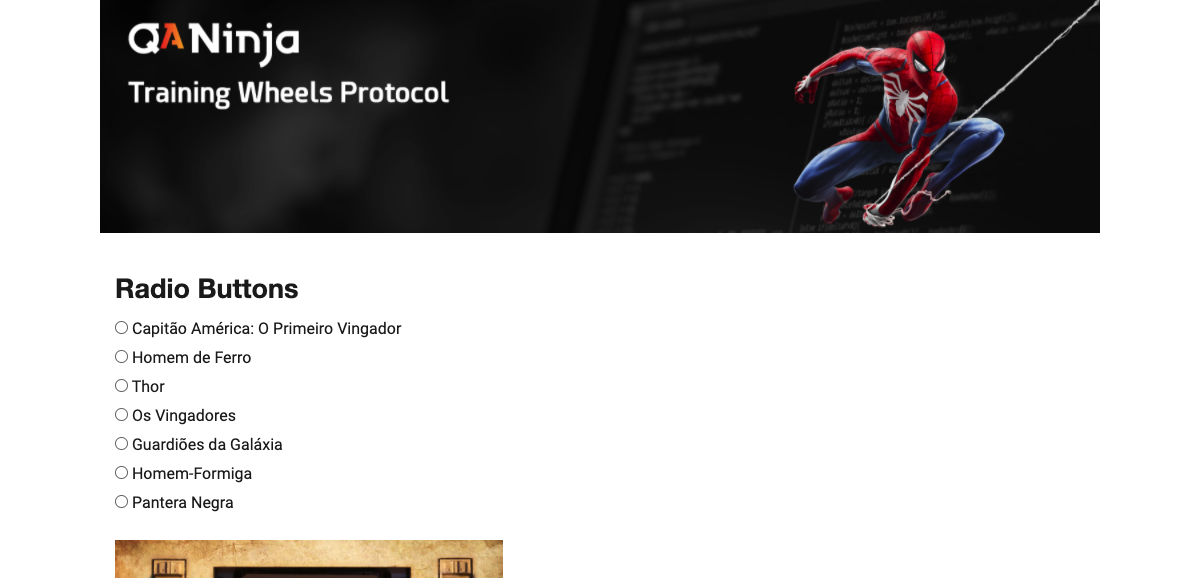 QANinja
Training Wheels Protocol
Radio Buttons
Capitão América: O Primeiro Vingador
Homem de Ferro
Thor
Os Vingadores
Guardiões da Galáxia
Homem-Formiga
Pantera Negra